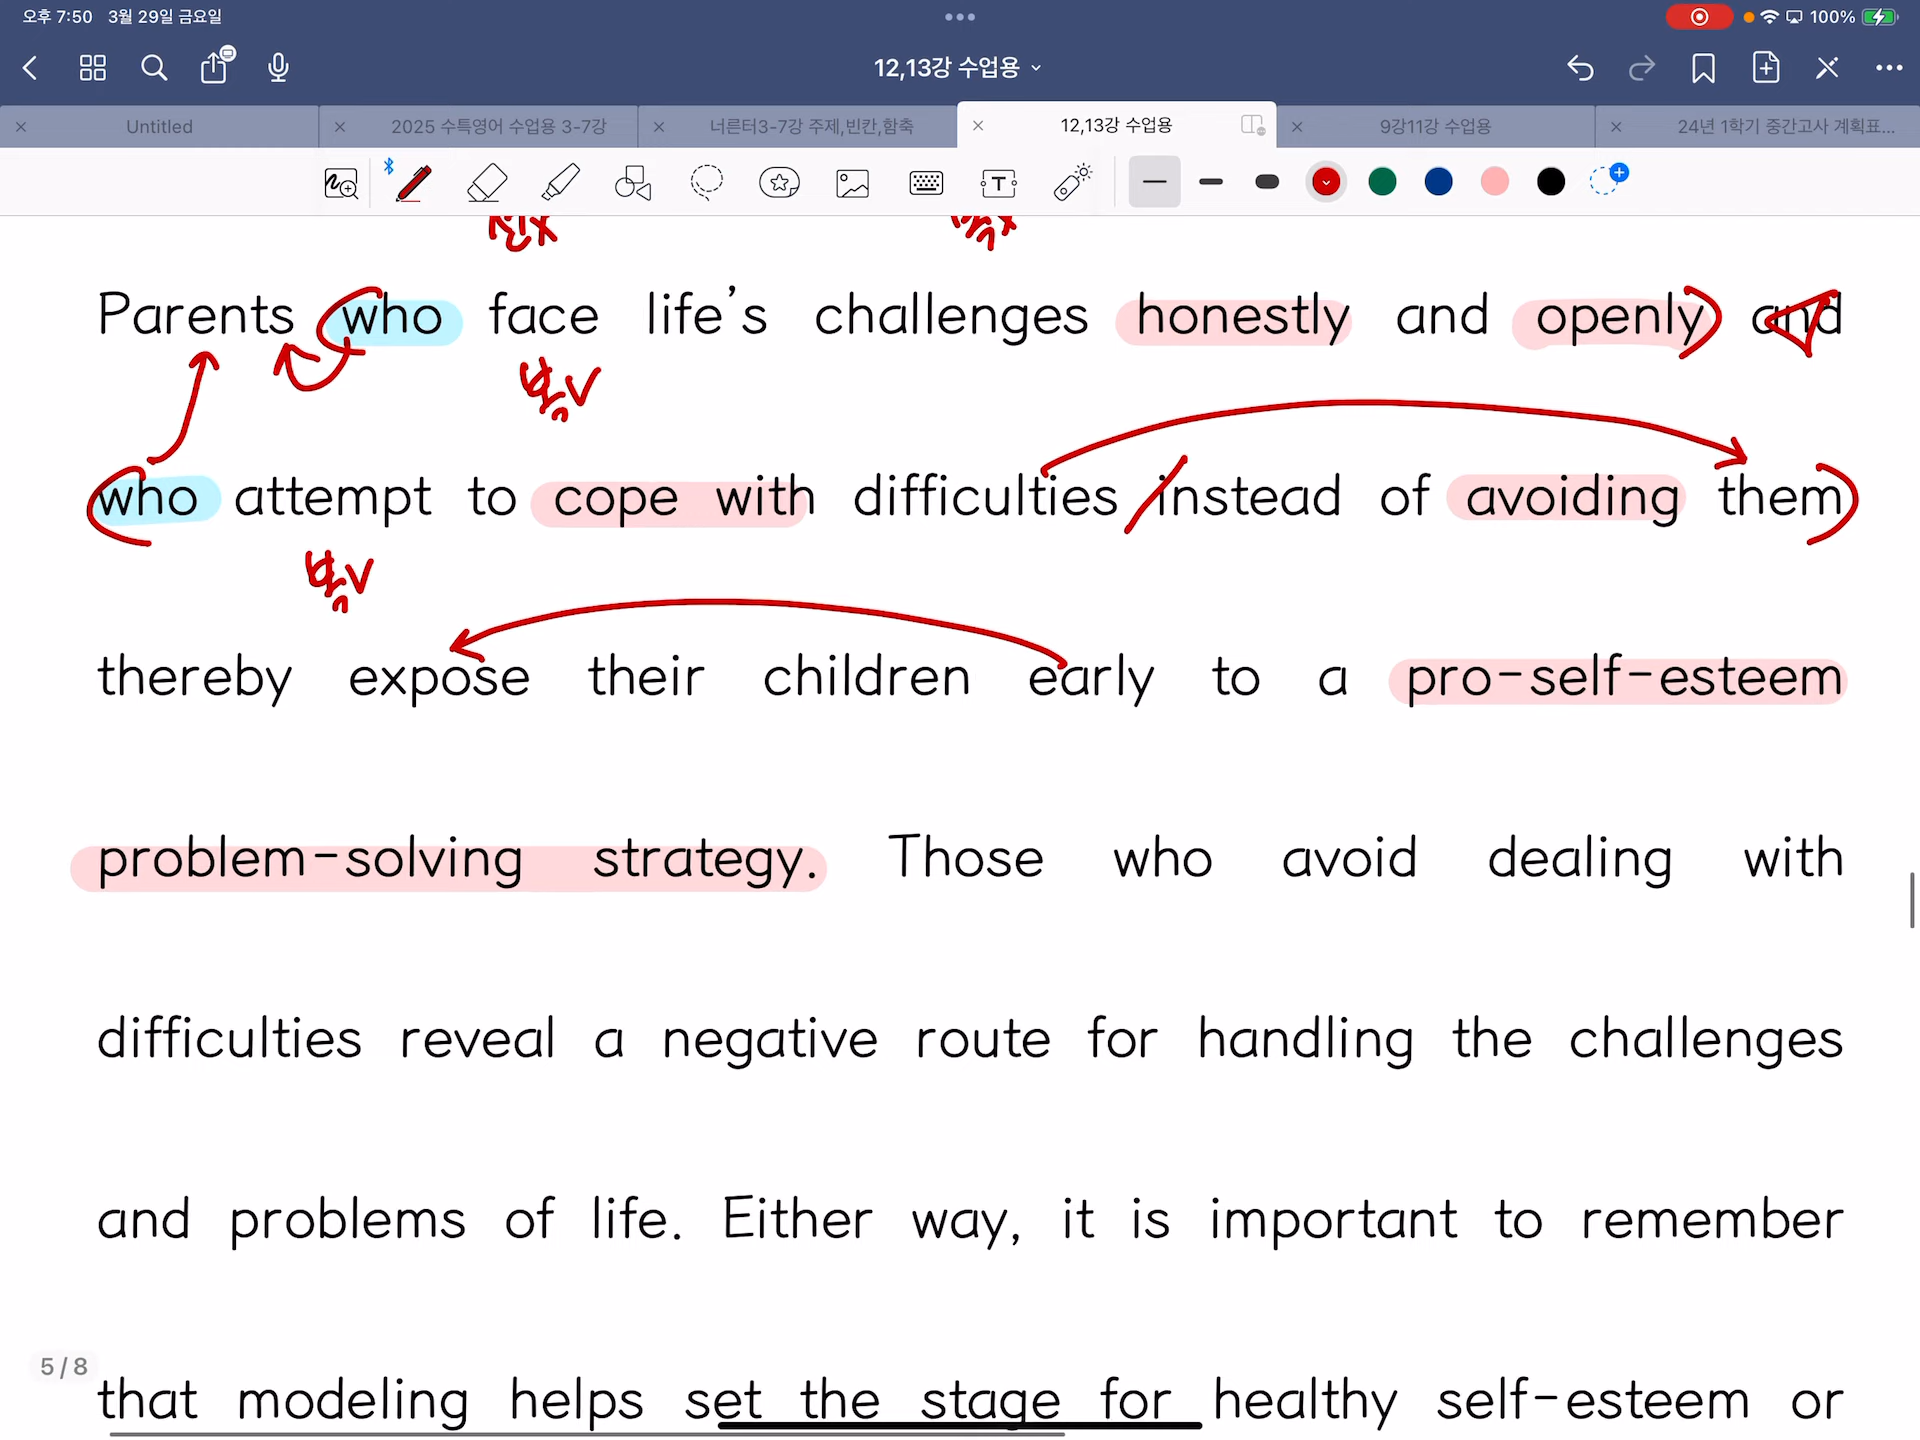 오후 7:50 3월 29일 금요일
100%
12,13강 수업용
Untitled
2025 수특영어 수업용 3-7강
너른터3-7강 주제,빈칸,함축
12,13강 수업용
9강11강 수업용
24년 1학기 중간고사 계획표...
Parents who face life's challenges honestly and openly and
복V
who attempt to cope with difficulties instead of avoiding them
복V
thereby expose their children early to a pro-self-esteem
problem-solving strategy. Those who avoid dealing with
difficulties reveal a negative route for handling the challenges
and problems of life. Either way, it is important to remember
5/8
that modeling helps set the stage for healthy self-esteem or